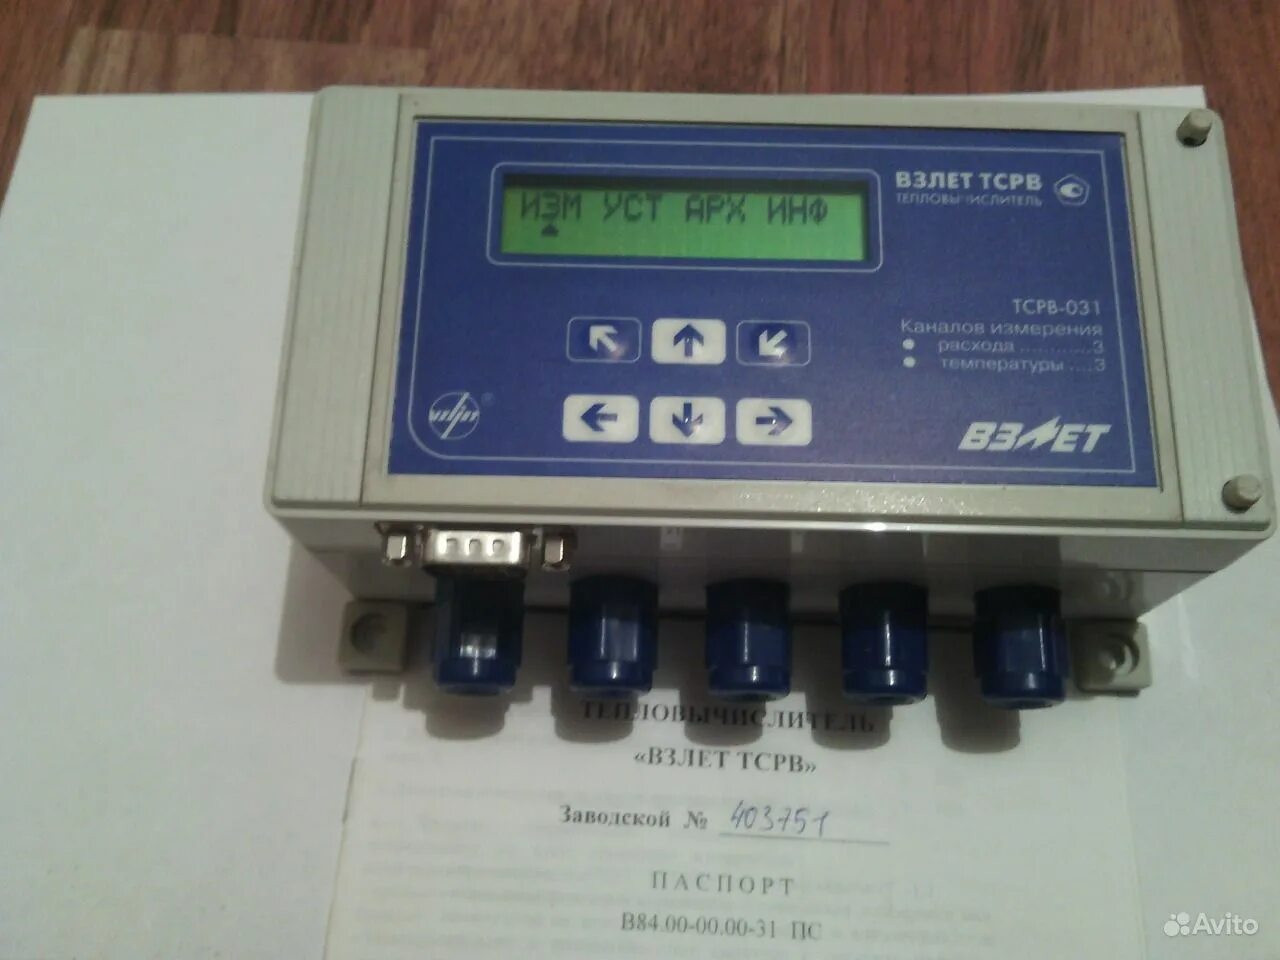 ИЗМ УСТ АРХ ИНФ
ВЗЛЕТ ТСРВ
ТЕПЛОВЫЧИСЛИТЕЛЬ
ТСРВ-031
Каналов измерения
• расхода ............3
• температуры ....3
взлет
®
ВЗЛЕТ
ТЕПЛОВЫЧИСЛИТЕЛЬ
«ВЗЛЕТ ТСРВ»
Заводской № 403751
ПАСПОРТ
В84.00-00.00-31 ПС
Avito